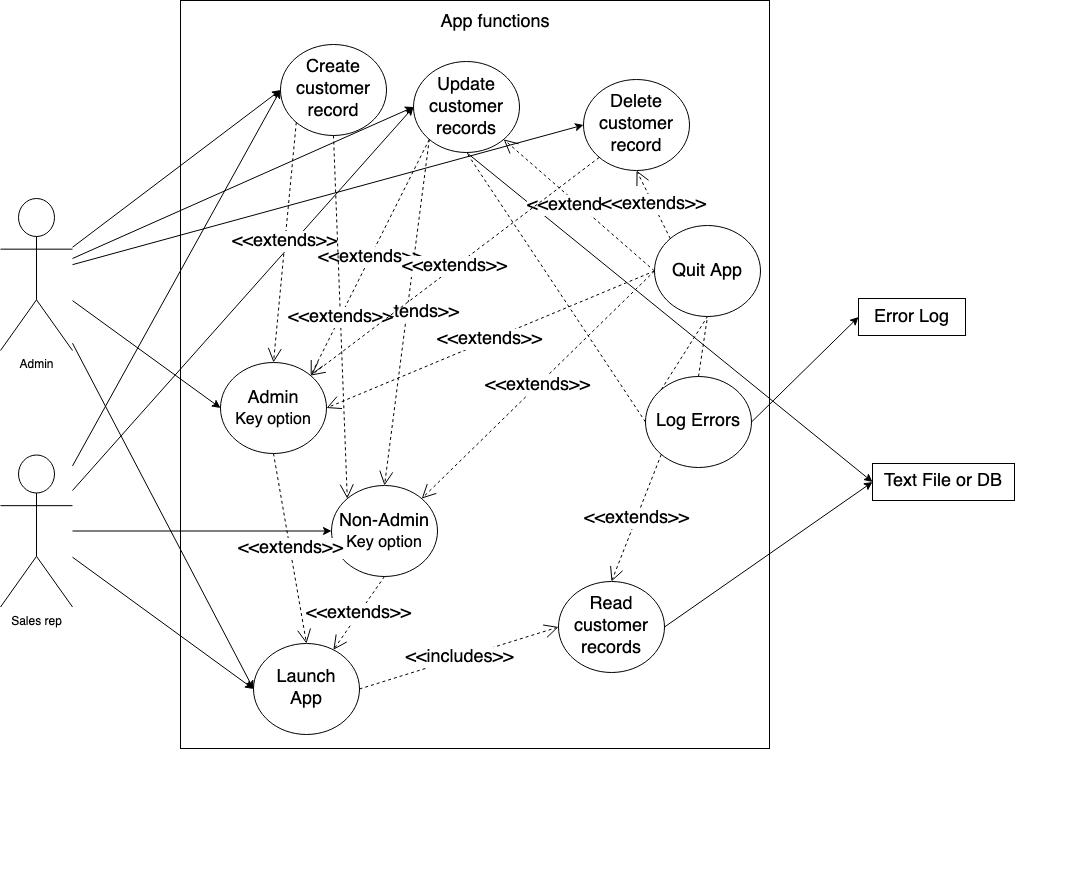 App functions
Create
customer
record
Update
customer
records
Delete
customer
record
<<extend
<<extends>>
<<extends>>
<<extends
<<extends>>
Quit App
<<extends>>
tends>>
<<extends>>
Error Log
Admin
<<extends>>
Admin
Key option
Log Errors
Text File or DB
Non-Admin
Key option
<<extends>>
<<extends>>
Sales rep
<<extends>>
Read
customer
records
<<includes>>
Launch
App